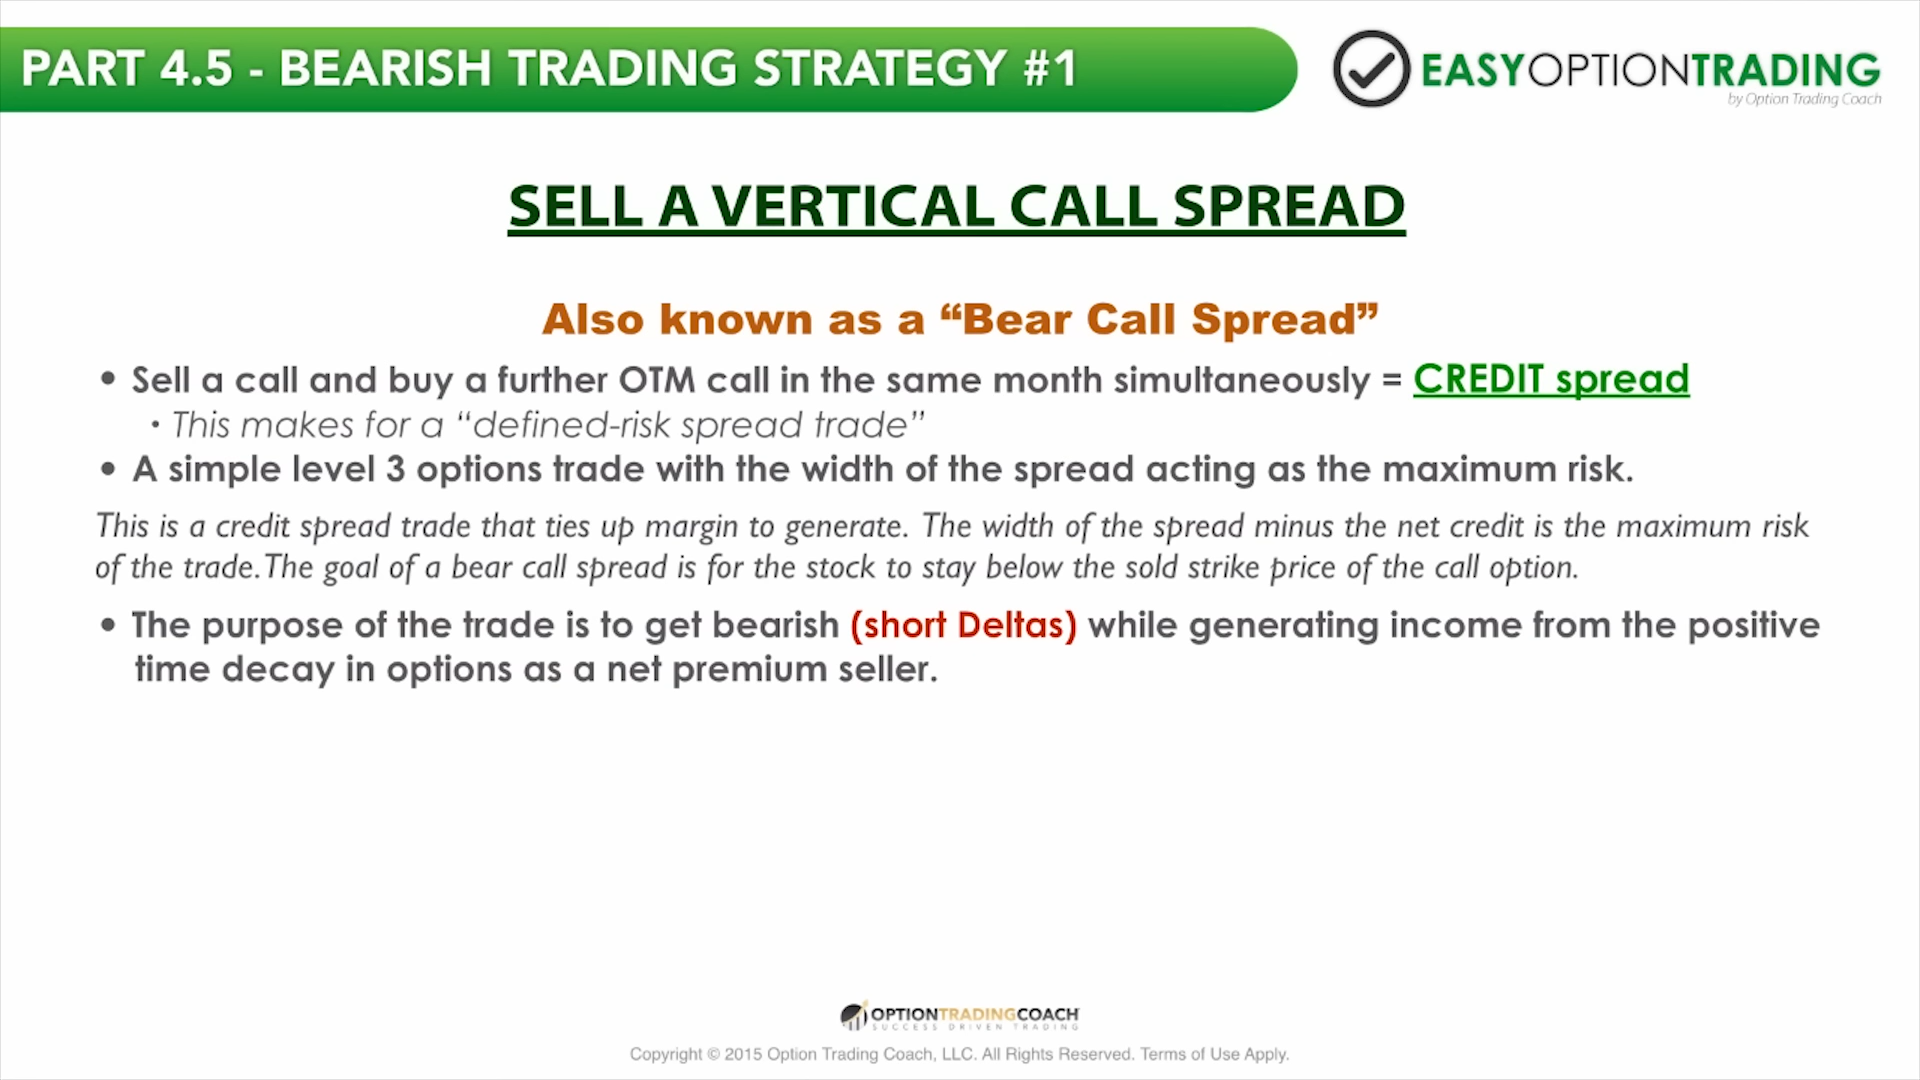 PART 4.5 - BEARISH TRADING STRATEGY #1
EASYOPTIONTRADING
by Option Trading Coach
SELL A VERTICAL CALL SPREAD
Also known as a “Bear Call Spread”
• Sell a call and buy a further OTM call in the same month simultaneously = CREDIT spread
• This makes for a “defined-risk spread trade”
• A simple level 3 options trade with the width of the spread acting as the maximum risk.
This is a credit spread trade that ties up margin to generate. The width of the spread minus the net credit is the maximum risk
of the trade. The goal of a bear call spread is for the stock to stay below the sold strike price of the call option.
• The purpose of the trade is to get bearish (short Deltas) while generating income from the positive
time decay in options as a net premium seller.
OPTIONTRADINGCOACH
SUCCESS DRIVEN TRADING
Copyright © 2015 Option Trading Coach, LLC. All Rights Reserved. Terms of Use Apply.